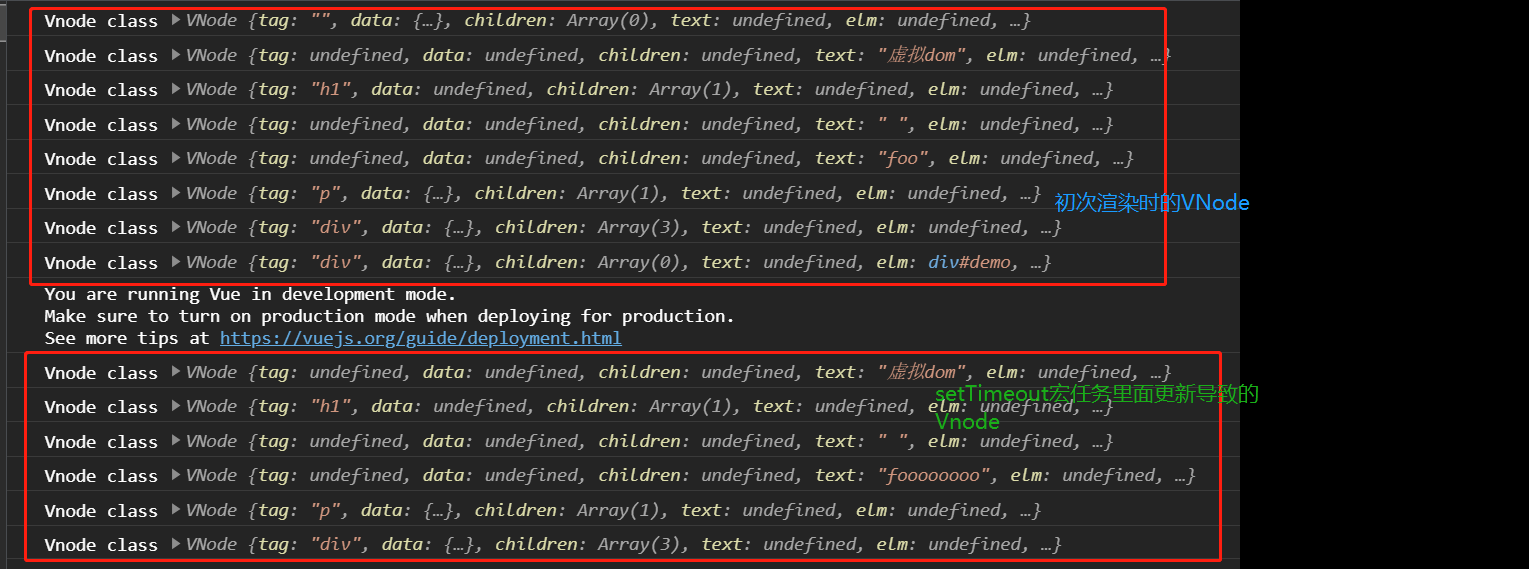 Vnode class ▶VNode {tag: "", data: {…}, children: Array(0), text: undefined, elm: undefined, …}
Vnode class ▶VNode {tag: undefined, data: undefined, children: undefined, text: "虚拟dom", elm: undefined, …}
Vnode class ▶VNode {tag: "h1", data: undefined, children: Array(1), text: undefined, elm: undefined, …}
Vnode class ▶VNode {tag: undefined, data: undefined, children: undefined, text: " ", elm: undefined, …}
Vnode class ▶VNode {tag: undefined, data: undefined, children: undefined, text: "foo", elm: undefined, …}
Vnode class ▶VNode {tag: "p", data: {…}, children: Array(1), text: undefined, elm: undefined, …}
初次渲染时的VNode
Vnode class ▶VNode {tag: "div", data: {…}, children: Array(3), text: undefined, elm: undefined, …}
Vnode class ▶VNode {tag: "div", data: {…}, children: Array(0), text: undefined, elm: div#demo, …}
You are running Vue in development mode.
Make sure to turn on production mode when deploying for production.
See more tips at https://vuejs.org/guide/deployment.html
Vnode class ▶VNode {tag: undefined, data: undefined, children: undefined, text: "虚拟dom", elm: undefined, …}
setTimeout宏任务里面更新导致的
Vnode
Vnode class ▶VNode {tag: "h1", data: undefined, children: Array(1), text: undefined, elm: undefined, …}
Vnode class ▶VNode {tag: undefined, data: undefined, children: undefined, text: " ", elm: undefined, …}
Vnode class ▶VNode {tag: undefined, data: undefined, children: undefined, text: "foooooooo", elm: undefined, …}
Vnode class ▶VNode {tag: "p", data: {…}, children: Array(1), text: undefined, elm: undefined, …}
Vnode class ▶VNode {tag: "div", data: {…}, children: Array(3), text: undefined, elm: undefined, …}